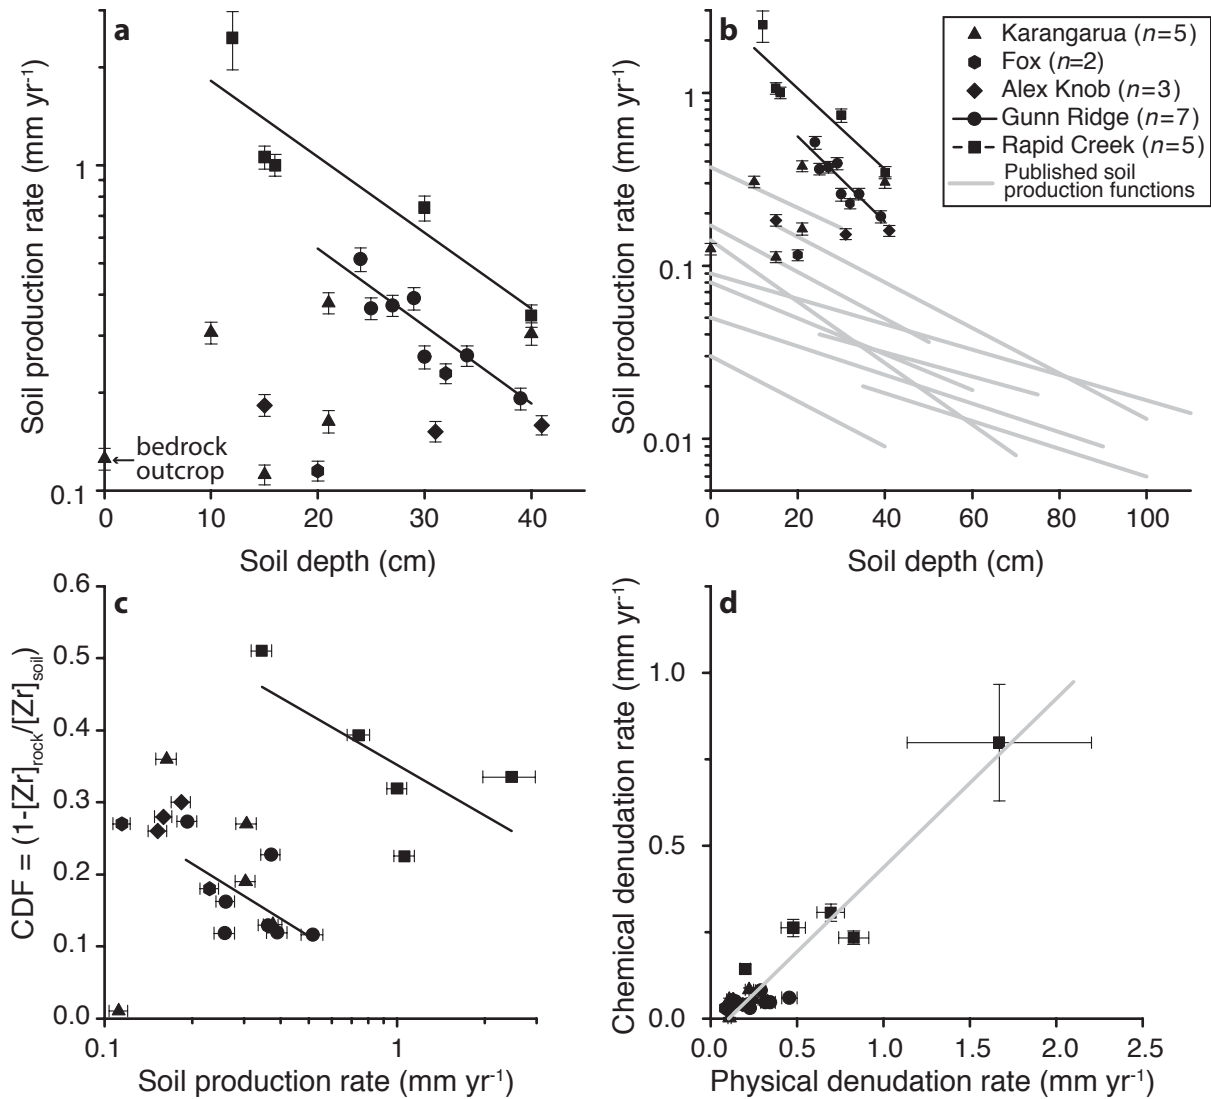 a
Soil production rate (mm yr⁻¹)
1
0.1
bedrock
outcrop
0
10
20
30
40
Soil depth (cm)
b
Soil production rate (mm yr⁻¹)
1
0.1
0.01
0
20
40
60
80
100
Soil depth (cm)
Karangarua (n=5)
Fox (n=2)
Alex Knob (n=3)
Gunn Ridge (n=7)
Rapid Creek (n=5)
Published soil
production functions
c
CDF = (1-[Zr]rock/[Zr]soil)
0.6
0.5
0.4
0.3
0.2
0.1
0.0
0.1
1
Soil production rate (mm yr⁻¹)
d
Chemical denudation rate (mm yr⁻¹)
1.0
0.5
0.0
0.0
0.5
1.0
1.5
2.0
2.5
Physical denudation rate (mm yr⁻¹)